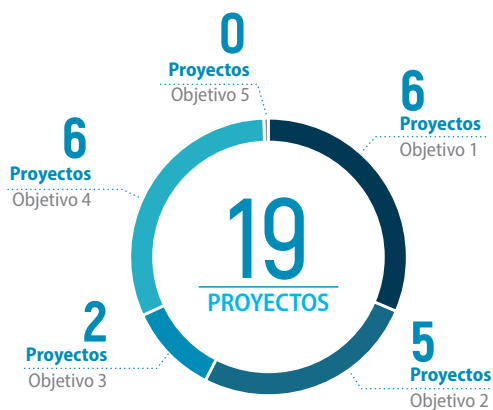 0
Proyectos
Objetivo 5
6
Proyectos
Objetivo 1
6
Proyectos
Objetivo 4
19
PROYECTOS
2
Proyectos
Objetivo 3
5
Proyectos
Objetivo 2